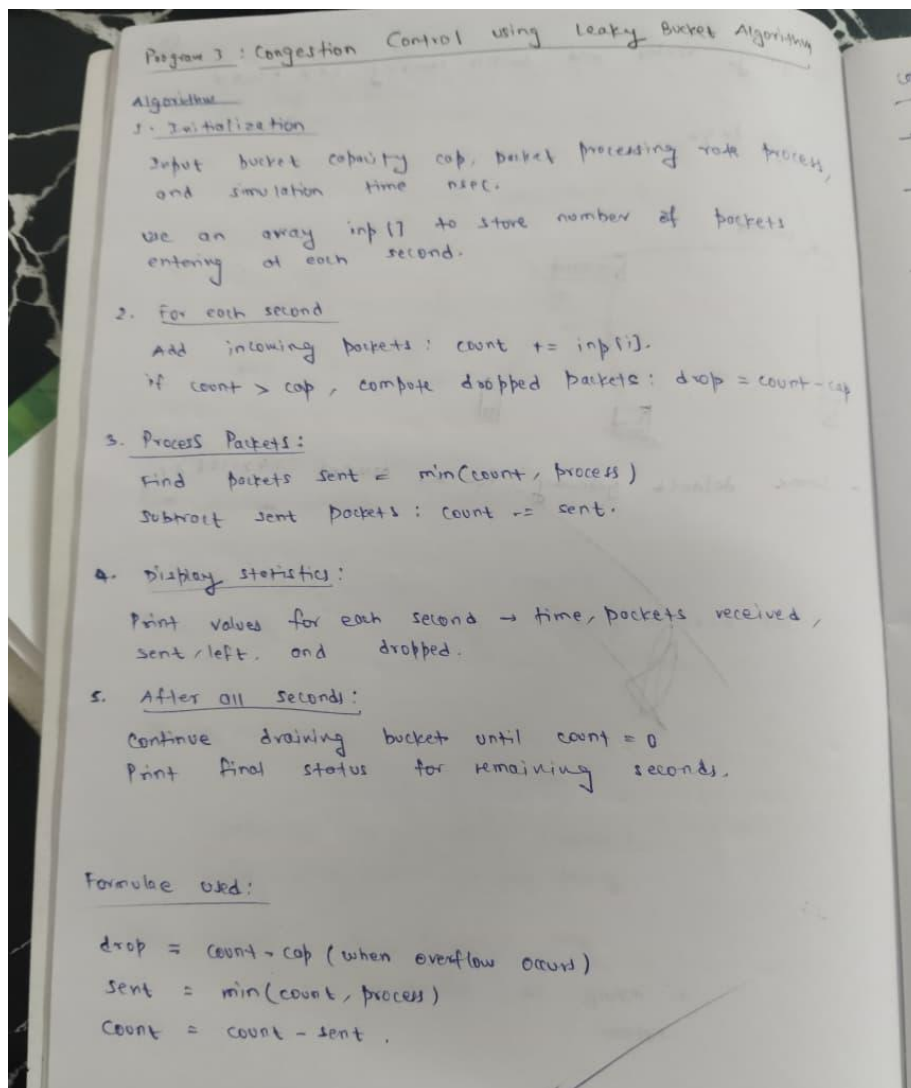 Program 3 : Congestion Control using Leaky Bucket Algorithm
Algorithm
1. Initialization
Input bucket capacity cap, packet processing rate process,
and simulation time nsec.
Use an array inp [] to store number of packets
entering at each second.
2. For each second
Add incoming packets : count += inp[i].
if count > cap , compute dropped packets : drop = count-cap
3. Process Packets :
Find packets sent = min(count, process)
Subtract sent packets : count -= sent.
4. Display statistics :
Print values for each second → time, packets received,
sent, left. and dropped.
5. After all seconds :
Continue draining bucket until count = 0
Print final status for remaining seconds.
Formulae used :
drop = count - cap (when overflow occurs)
sent = min(count, process)
Count = count - sent .